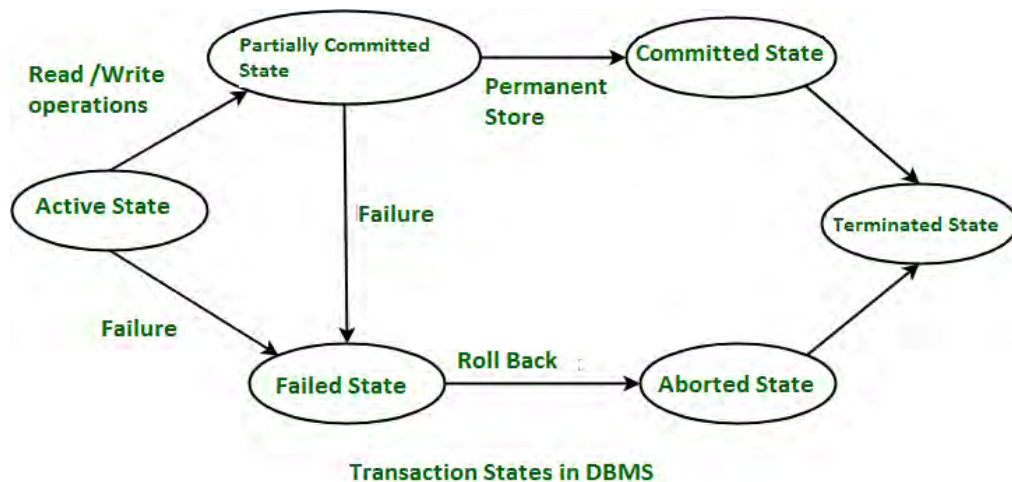 Partially Committed
State
Committed State
Read /Write
operations
Permanent
Store
Active State
Failure
Terminated State
Failure
Roll Back
Failed State
Aborted State
Transaction States in DBMS